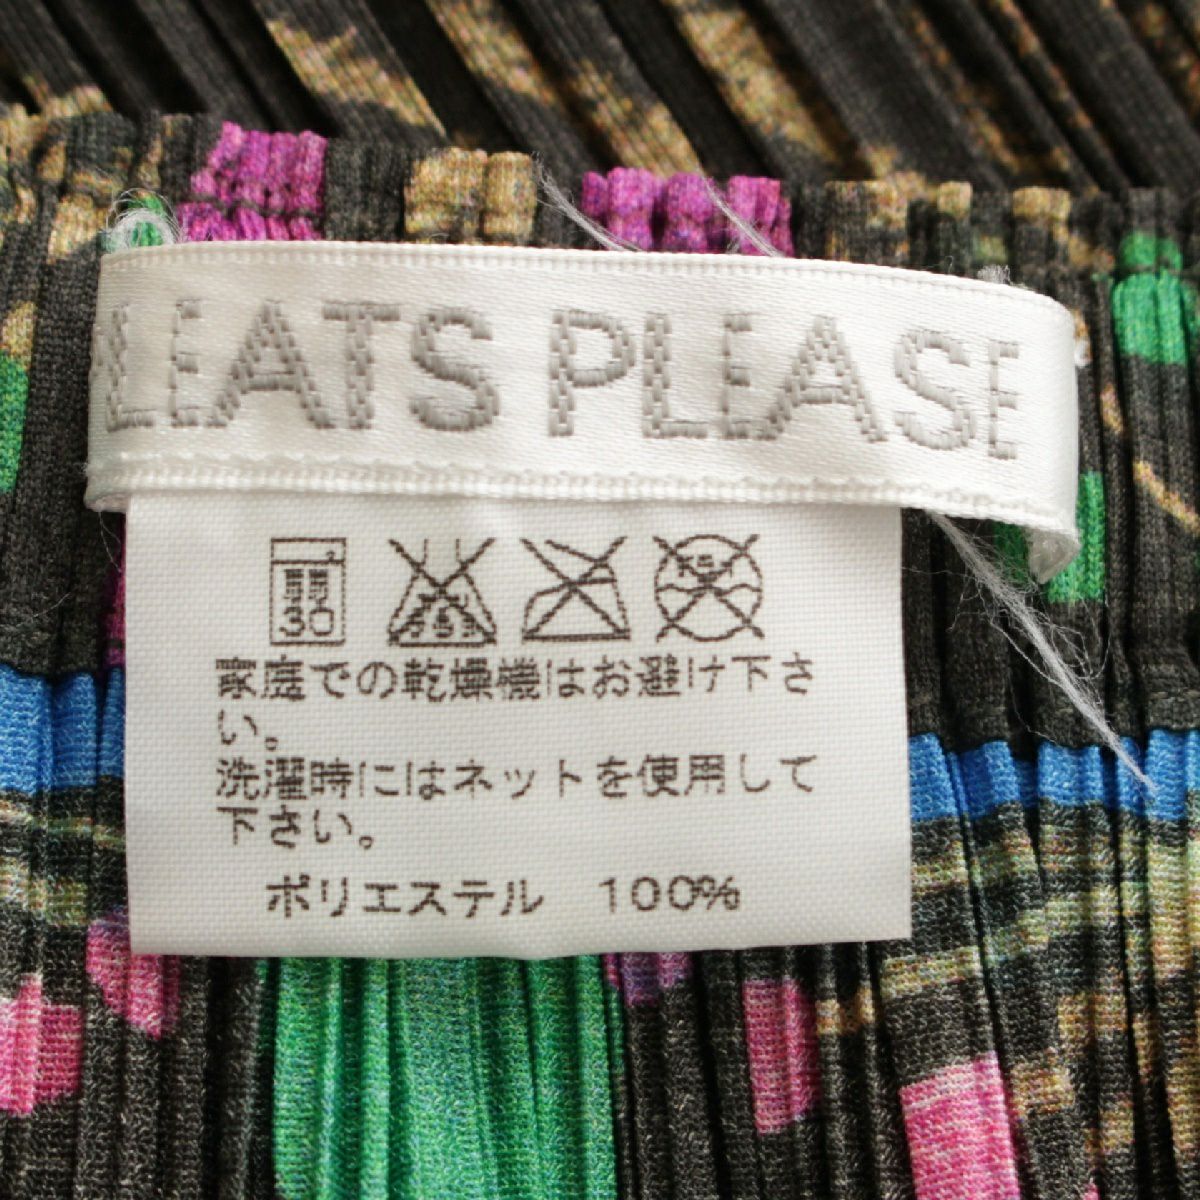 PLEATS PLEASE
30
家庭での乾燥機はお避け下さ
い。
洗濯時にはネットを使用して
下さい。
ポリエステル 100%